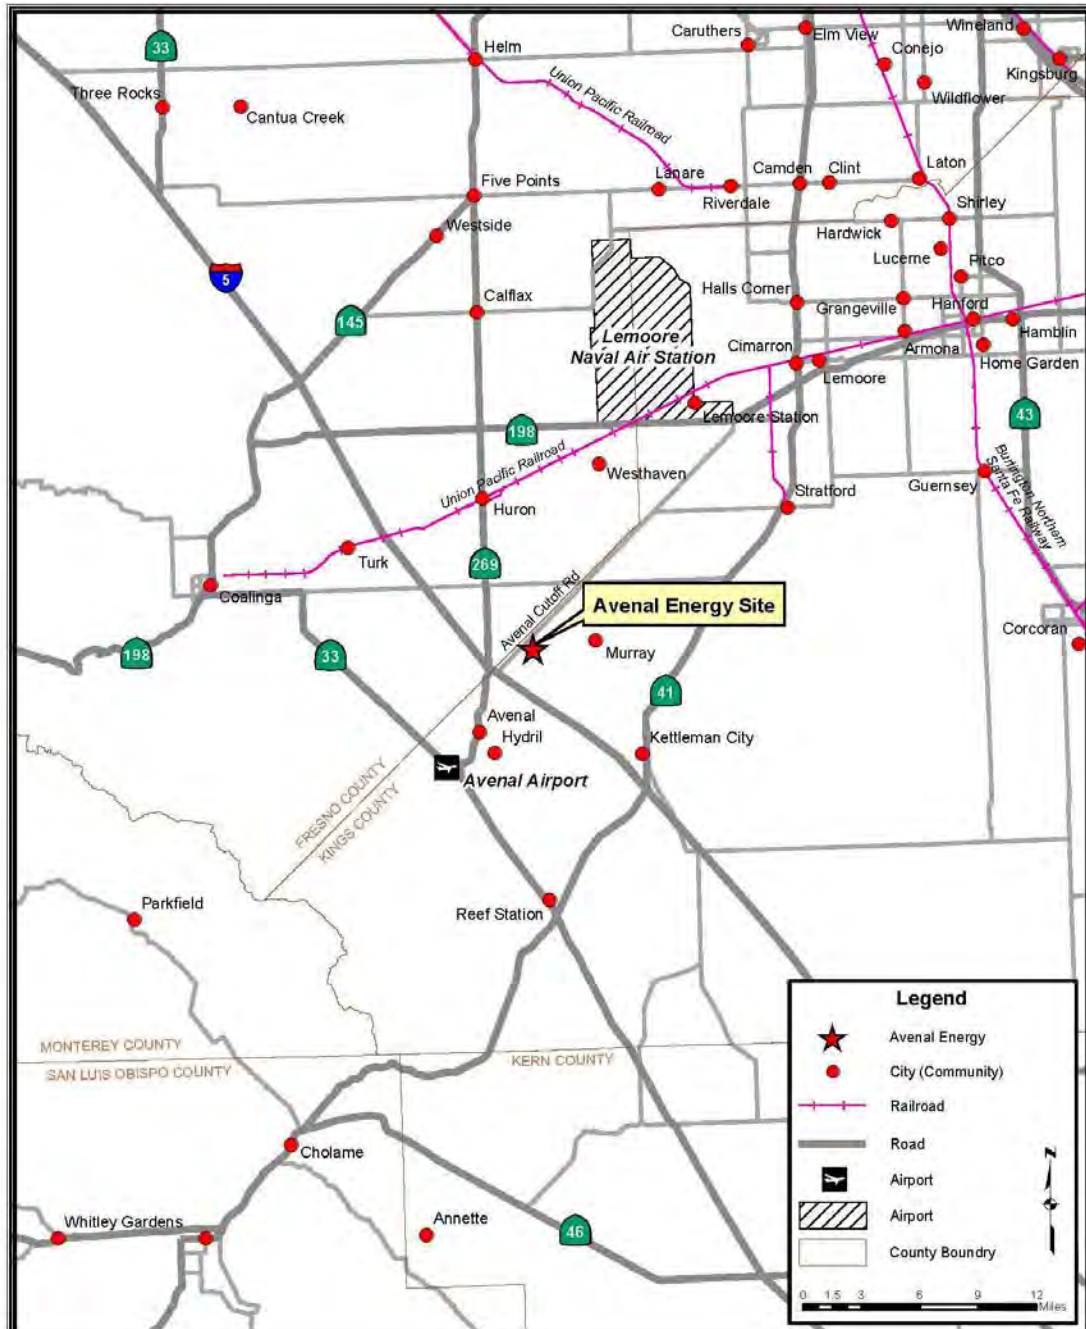 Wineland
Caruthers
Elm View
33
Helm
Conejo
Kingsburg
Union Pacific Railroad
Three Rocks
Cantua Creek
Wildflower
Laton
Five Points
Lanare
Camden
Clint
Riverdale
Shirley
Westside
Hardwick
Lucerne
5
Pitco
Halls Corner
Calflax
Grangeville
Hanford
145
Hamblin
Lemoore
Naval Air Station
Cimarron
Armona
Home Garden
Lemoore
Lemoore Station
43
198
Union Pacific Railroad
Westhaven
Burlington Northern
Santa Fe Railway
Guernsey
Stratford
Huron
Turk
269
Coalinga
Avenal Cutoff Rd
Avenal Energy Site
Corcoran
198
33
Murray
41
Avenal
Hydril
Kettleman City
Avenal Airport
FRESNO COUNTY
KINGS COUNTY
Parkfield
Reef Station
MONTEREY COUNTY
SAN LUIS OBISPO COUNTY
KERN COUNTY
Cholame
Whitley Gardens
Annette
46
Legend
Avenal Energy
City (Community)
Railroad
Road
Airport
Airport
County Boundry
N
0 1.5 3 6 9 12
Miles